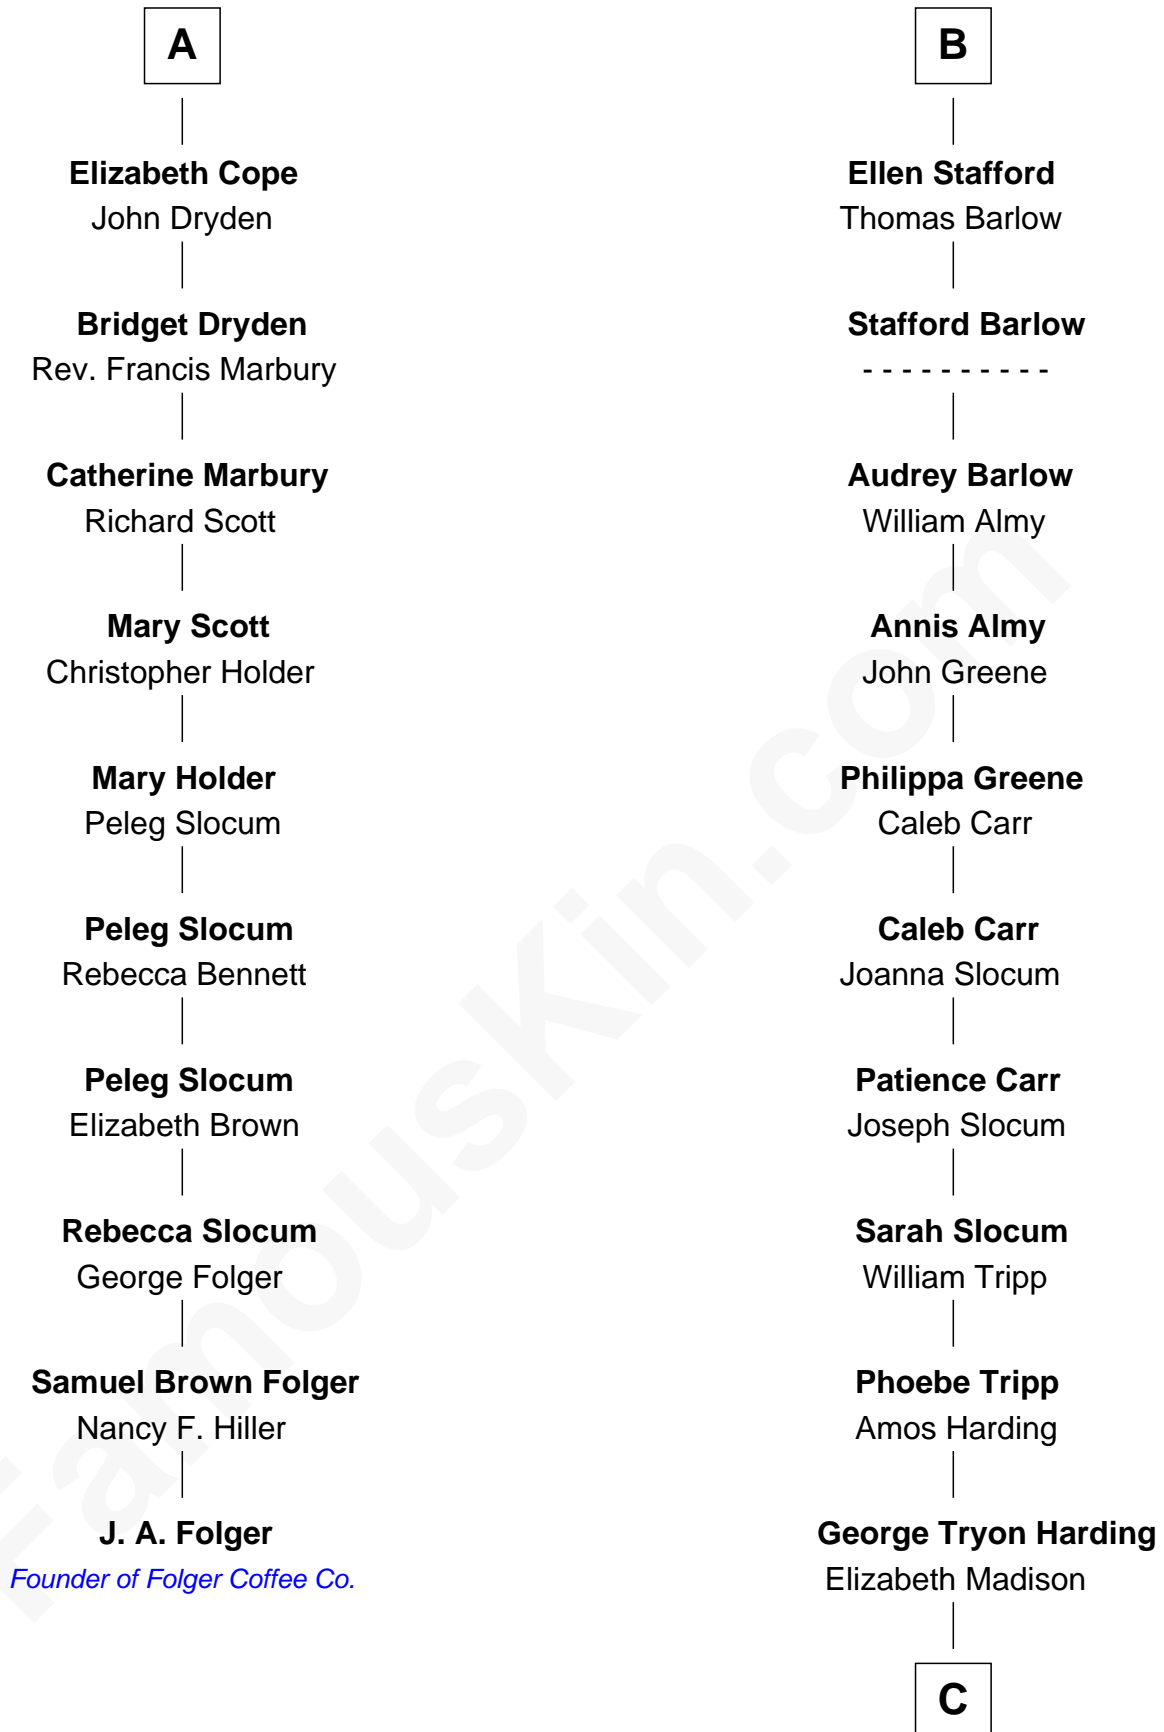 A
Elizabeth Cope
John Dryden
Bridget Dryden
Rev. Francis Marbury
Catherine Marbury
Richard Scott
Mary Scott
Christopher Holder
Mary Holder
Peleg Slocum
Peleg Slocum
Rebecca Bennett
Peleg Slocum
Elizabeth Brown
Rebecca Slocum
George Folger
Samuel Brown Folger
Nancy F. Hiller
J. A. Folger
Founder of Folger Coffee Co.
B
Ellen Stafford
Thomas Barlow
Stafford Barlow
- - - - - - - - - -
Audrey Barlow
William Almy
Annis Almy
John Greene
Philippa Greene
Caleb Carr
Caleb Carr
Joanna Slocum
Patience Carr
Joseph Slocum
Sarah Slocum
William Tripp
Phoebe Tripp
Amos Harding
George Tryon Harding
Elizabeth Madison
C
FamousKin.com